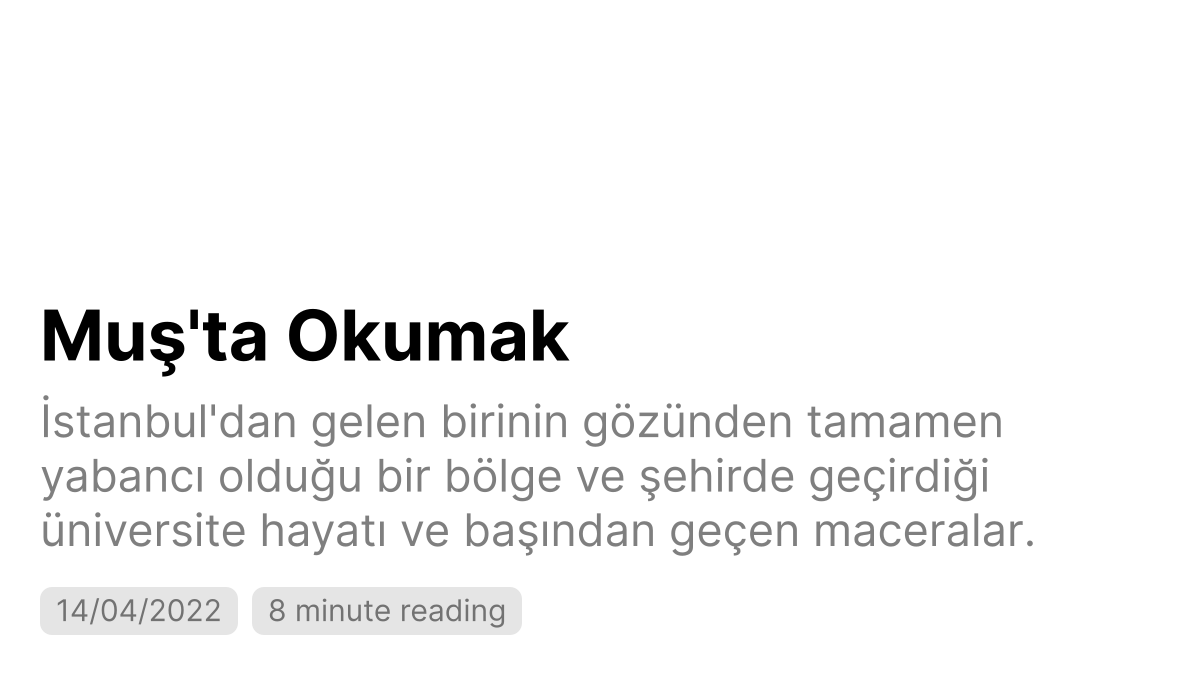 Muş'ta Okumak
İstanbul'dan gelen birinin gözünden tamamen
yabancı olduğu bir bölge ve şehirde geçirdiği
üniversite hayatı ve başından geçen maceralar.
14/04/2022 8 minute reading